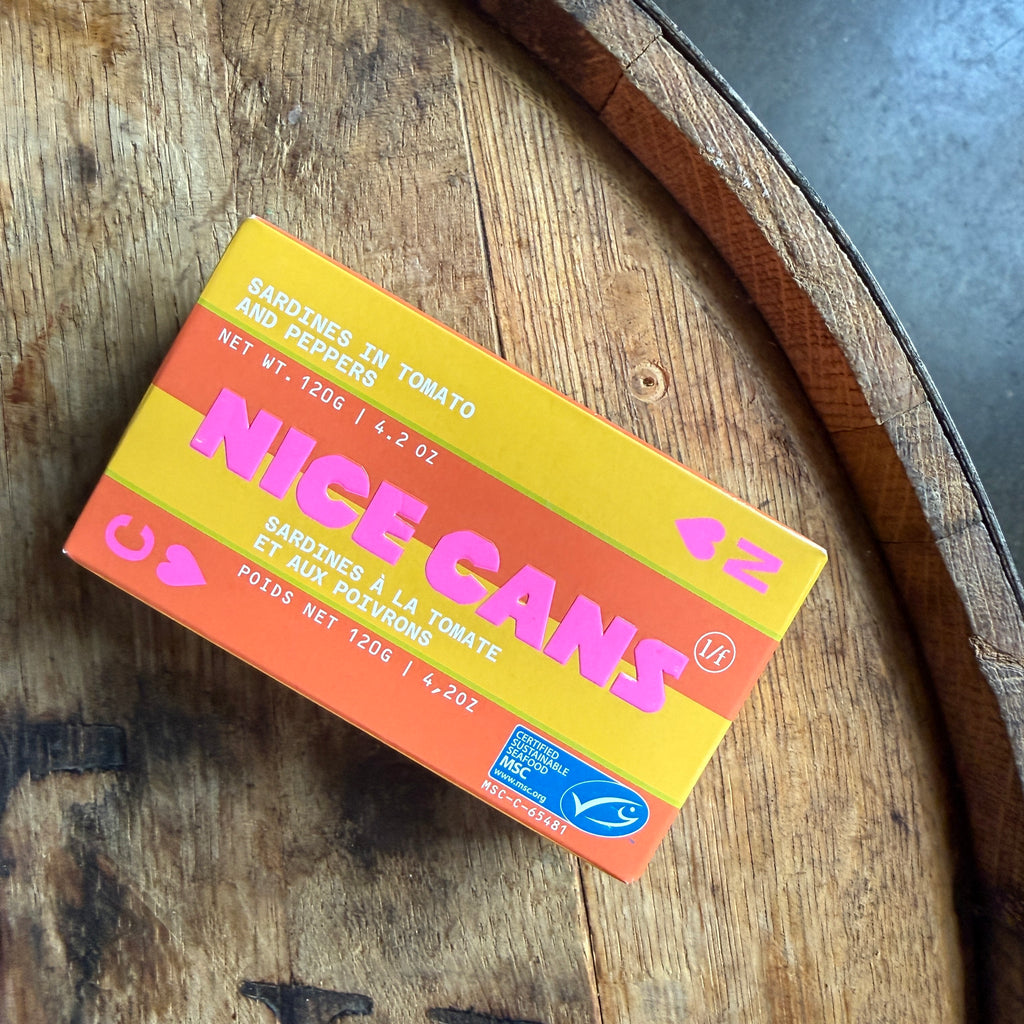 SARDINES IN TOMATO
AND PEPPERS
NET WT. 120G | 4.2 OZ
NICE CANS
SARDINES À LA TOMATE
ET AUX POIVRONS
POIDS NET 120G | 4,2OZ
N
C
1/f
CERTIFIED
SUSTAINABLE
SEAFOOD
MSC
www.msc.org
MSC-C-65481